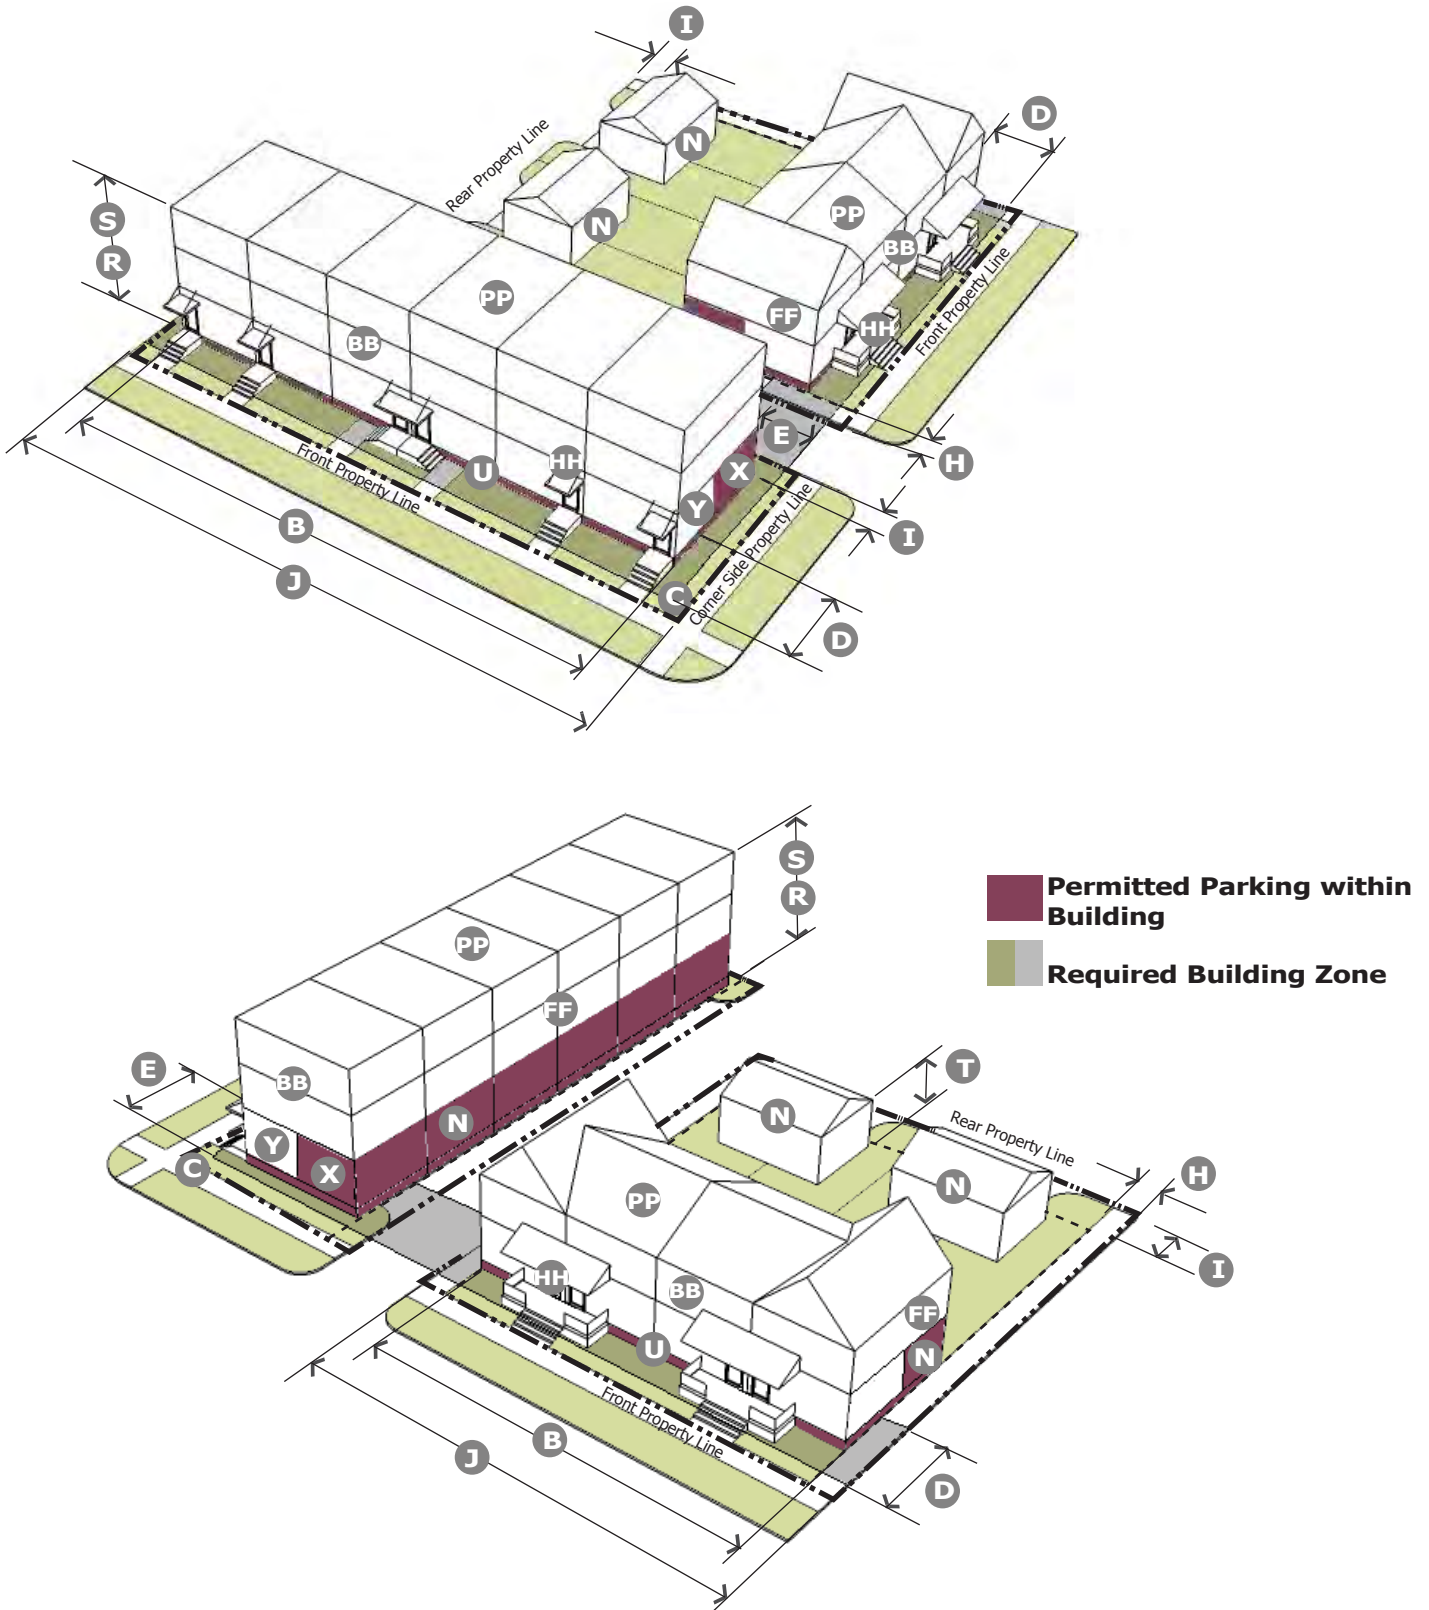 I
D
N
Rear Property Line
N
S
R
PP
BB
FF
HH
Front Property Line
PP
BB
E
H
X
HH
U
Y
Front Property Line
I
B
J
C
Corner Side Property Line
D
S
R
Permitted Parking within
Building
Required Building Zone
PP
FF
E
BB
N
Y
X
C
T
N
Rear Property Line
N
H
PP
I
HH
BB
FF
U
N
Front Property Line
B
J
D